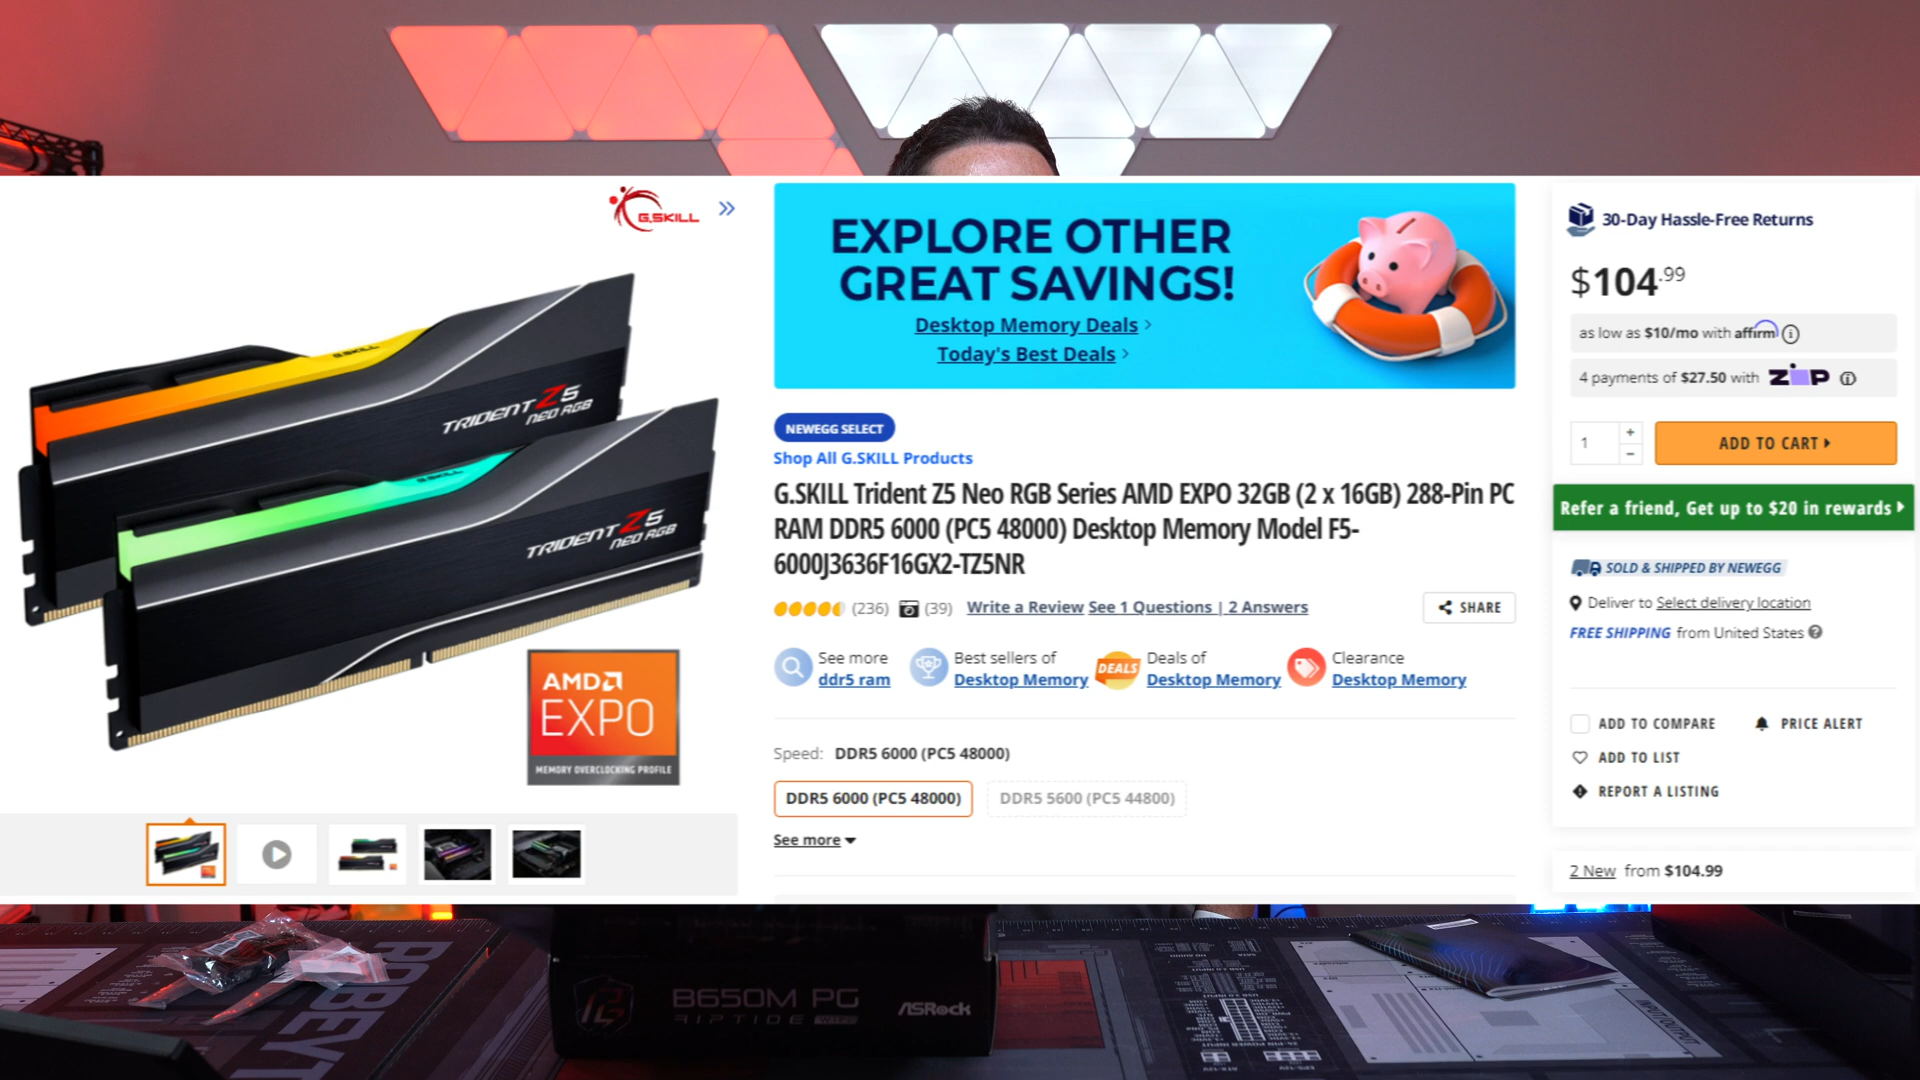 G.SKILL
EXPLORE OTHER
GREAT SAVINGS!
Desktop Memory Deals
Today's Best Deals
NEWEGG SELECT
Shop All G.SKILL Products
G.SKILL Trident Z5 Neo RGB Series AMD EXPO 32GB (2 x 16GB) 288-Pin PC
RAM DDR5 6000 (PC5 48000) Desktop Memory Model F5-
6000J3636F16GX2-TZ5NR
(236) (39) Write a Review See 1 Questions | 2 Answers
SHARE
See more
ddr5 ram
Best sellers of
Desktop Memory
DEALS
Deals of
Desktop Memory
Clearance
Desktop Memory
Speed: DDR5 6000 (PC5 48000)
DDR5 6000 (PC5 48000)
DDR5 5600 (PC5 44800)
See more
G.SKILL
TRIDENT Z5
NEO RGB
G.SKILL
TRIDENT Z5
NEO RGB
AMD
EXPO
MEMORY OVERCLOCKING PROFILE
30-Day Hassle-Free Returns
$104.99
as low as $10/mo with affirm
4 payments of $27.50 with ZIP
1
+
−
ADD TO CART
Refer a friend, Get up to $20 in rewards
SOLD & SHIPPED BY NEWEGG
Deliver to Select delivery location
FREE SHIPPING from United States
ADD TO COMPARE
PRICE ALERT
ADD TO LIST
REPORT A LISTING
2 New from $104.99
B650M PG
RIPTIDE WIFI
ASRock